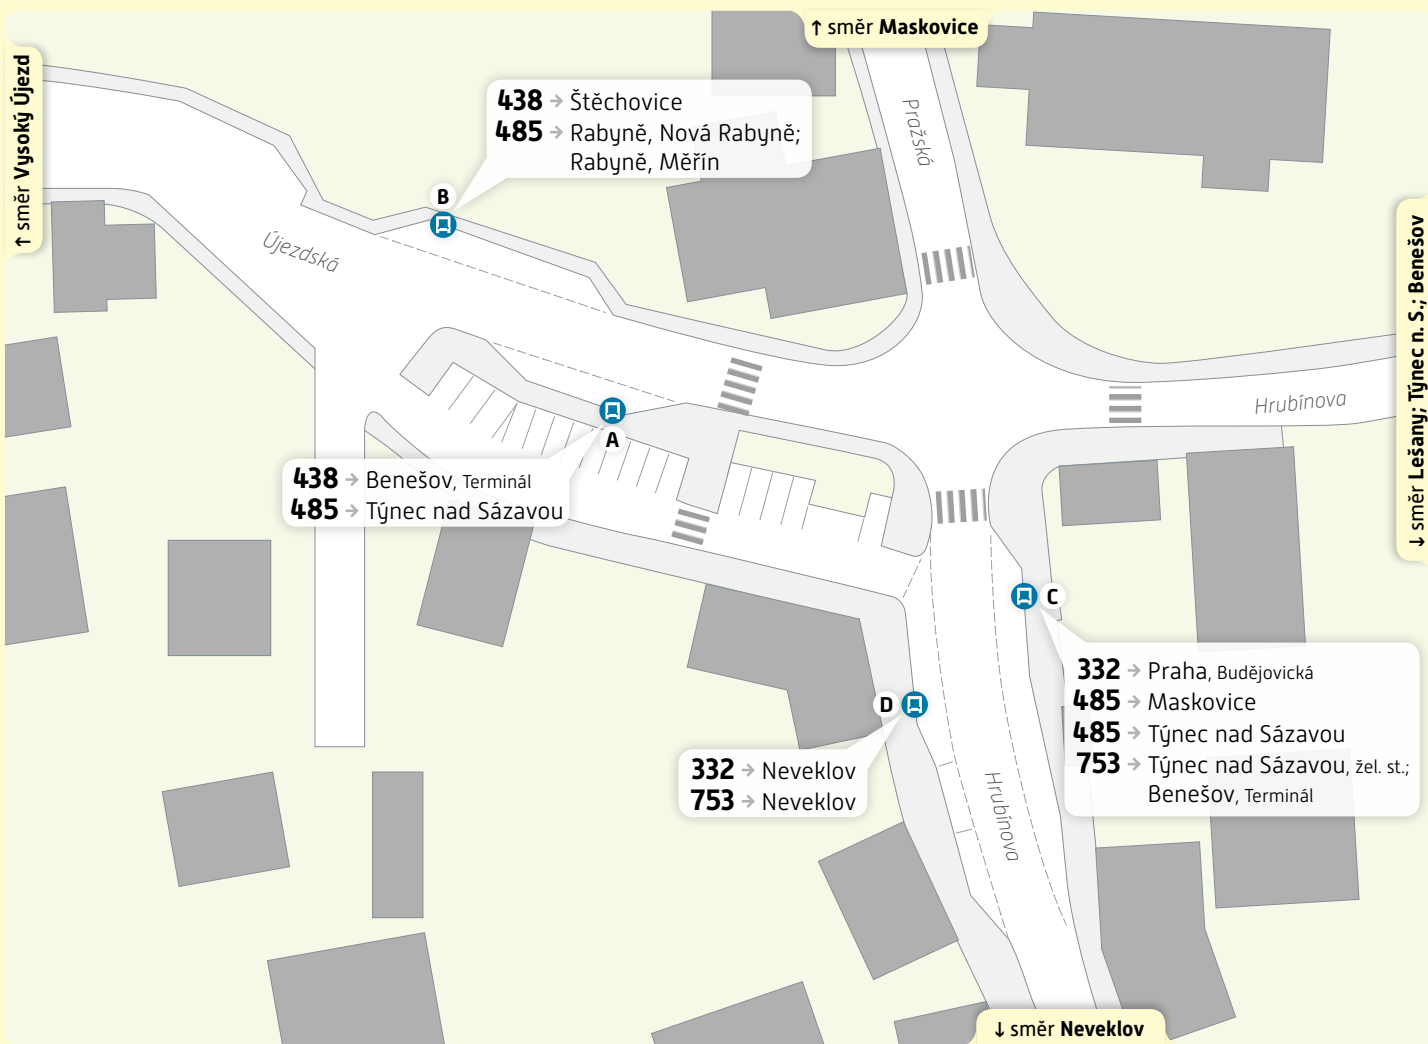 ↑ směr Maskovice
↑ směr Vysoký Újezd
438 → Štěchovice
485 → Rabyně, Nová Rabyně;
Rabyně, Měřín
B
Pražská
Újezdská
↓ směr Lešany; Týnec n. S.; Benešov
Hrubínova
A
438 → Benešov, Terminál
485 → Týnec nad Sázavou
C
332 → Praha, Budějovická
485 → Maskovice
485 → Týnec nad Sázavou
753 → Týnec nad Sázavou, žel. st.;
Benešov, Terminál
D
332 → Neveklov
753 → Neveklov
Hrubínova
↓ směr Neveklov